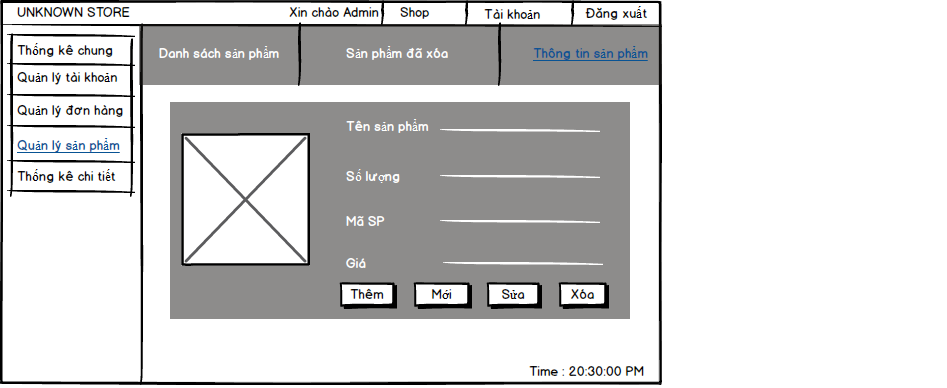 UNKNOWN STORE
Xin chào Admin
Shop
Tài khoản
Đăng xuất
Thống kê chung
Quản lý tài khoản
Quản lý đơn hàng
Quản lý sản phẩm
Thống kê chi tiết
Danh sách sản phẩm
Sản phẩm đã xóa
Thông tin sản phẩm
Tên sản phẩm
Số lượng
Mã SP
Giá
Thêm
Mới
Sửa
Xóa
Time : 20:30:00 PM